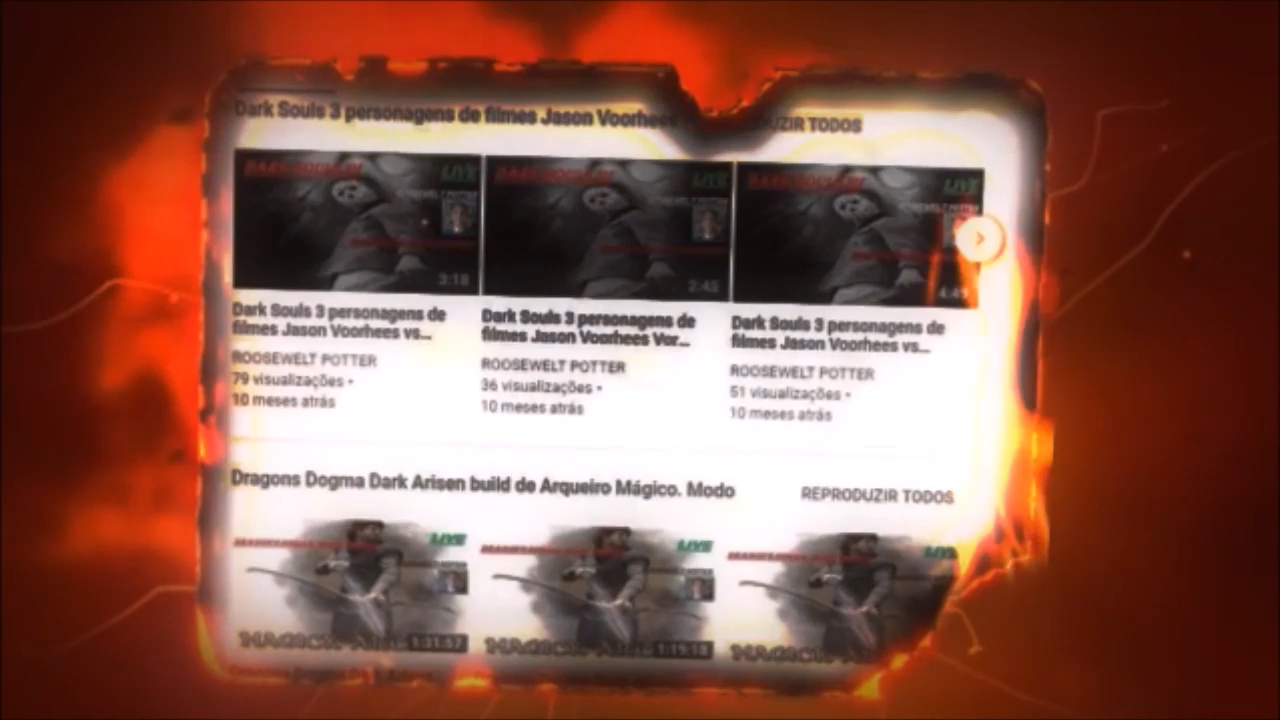 Dark Souls 3 personagens de filmes Jason Voorhees
UZIR TODOS
LIVE
LIVE
LIVE
3:18
2:45
Dark Souls 3 personagens de
filmes Jason Voorhees vs...
ROOSEWELT POTTER
79 visualizações •
10 meses atrás
Dark Souls 3 personagens de
filmes Jason Voorhees Vor...
ROOSEWELT POTTER
36 visualizações •
10 meses atrás
Dark Souls 3 personagens de
filmes Jason Voorhees vs...
ROOSEWELT POTTER
51 visualizações •
10 meses atrás
Dragons Dogma Dark Arisen build de Arqueiro Mágico. Modo
REPRODUZIR TODOS
LIVE
LIVE
LIVE
1:31:57
1:19:18